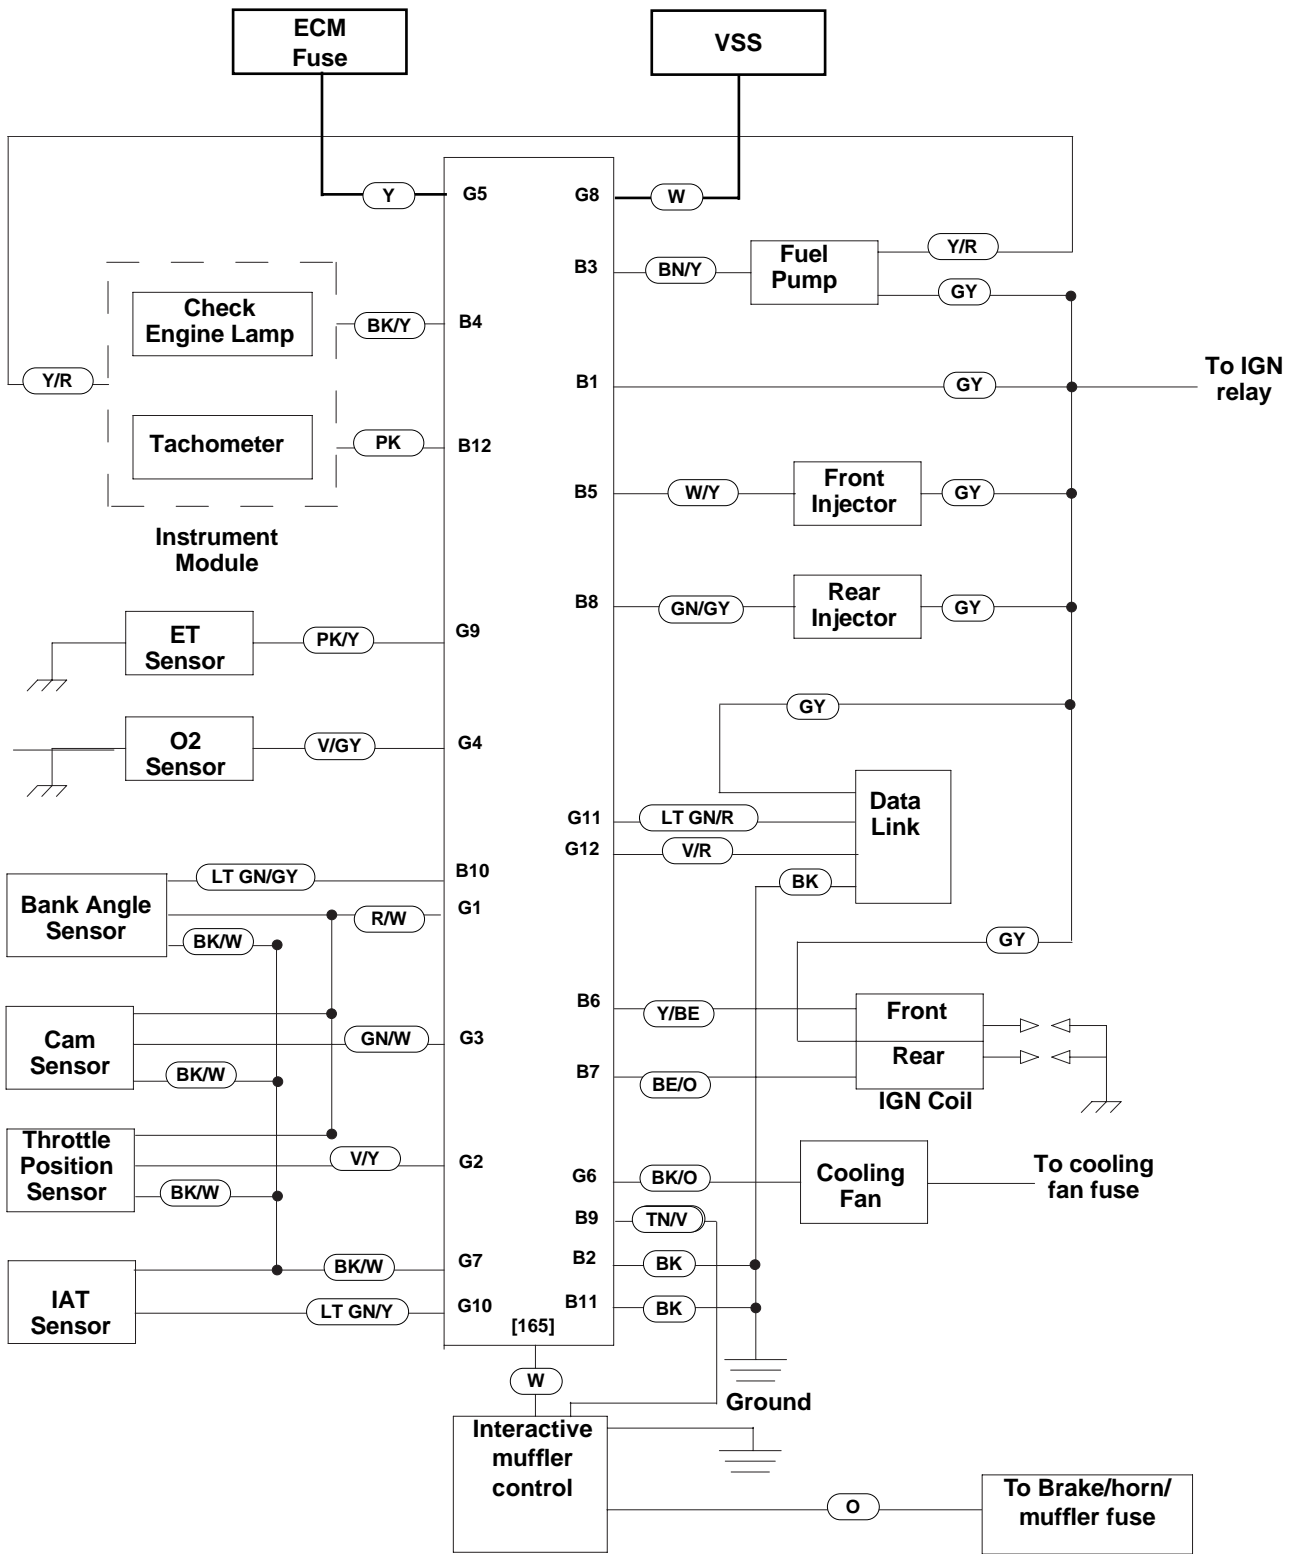 ECM
Fuse
VSS
Y
G5
G8
W
B3
BN/Y
Fuel
Pump
Y/R
GY
Check
Engine Lamp
BK/Y
B4
Y/R
B1
GY
To IGN
relay
Tachometer
PK
B12
B5
W/Y
Front
Injector
GY
Instrument
Module
B8
GN/GY
Rear
Injector
GY
ET
Sensor
PK/Y
G9
GY
O2
Sensor
V/GY
G4
Data
Link
G11
LT GN/R
G12
V/R
BK
LT GN/GY
B10
Bank Angle
Sensor
R/W
G1
BK/W
GY
B6
Y/BE
Front
Cam
Sensor
GN/W
G3
Rear
BK/W
B7
BE/O
IGN Coil
Throttle
Position
Sensor
V/Y
G2
BK/W
G6
BK/O
Cooling
Fan
To cooling
fan fuse
B9
TN/V
B2
BK
BK/W
G7
IAT
Sensor
LT GN/Y
G10
B11
BK
[165]
W
Ground
Interactive
muffler
control
O
To Brake/horn/
muffler fuse